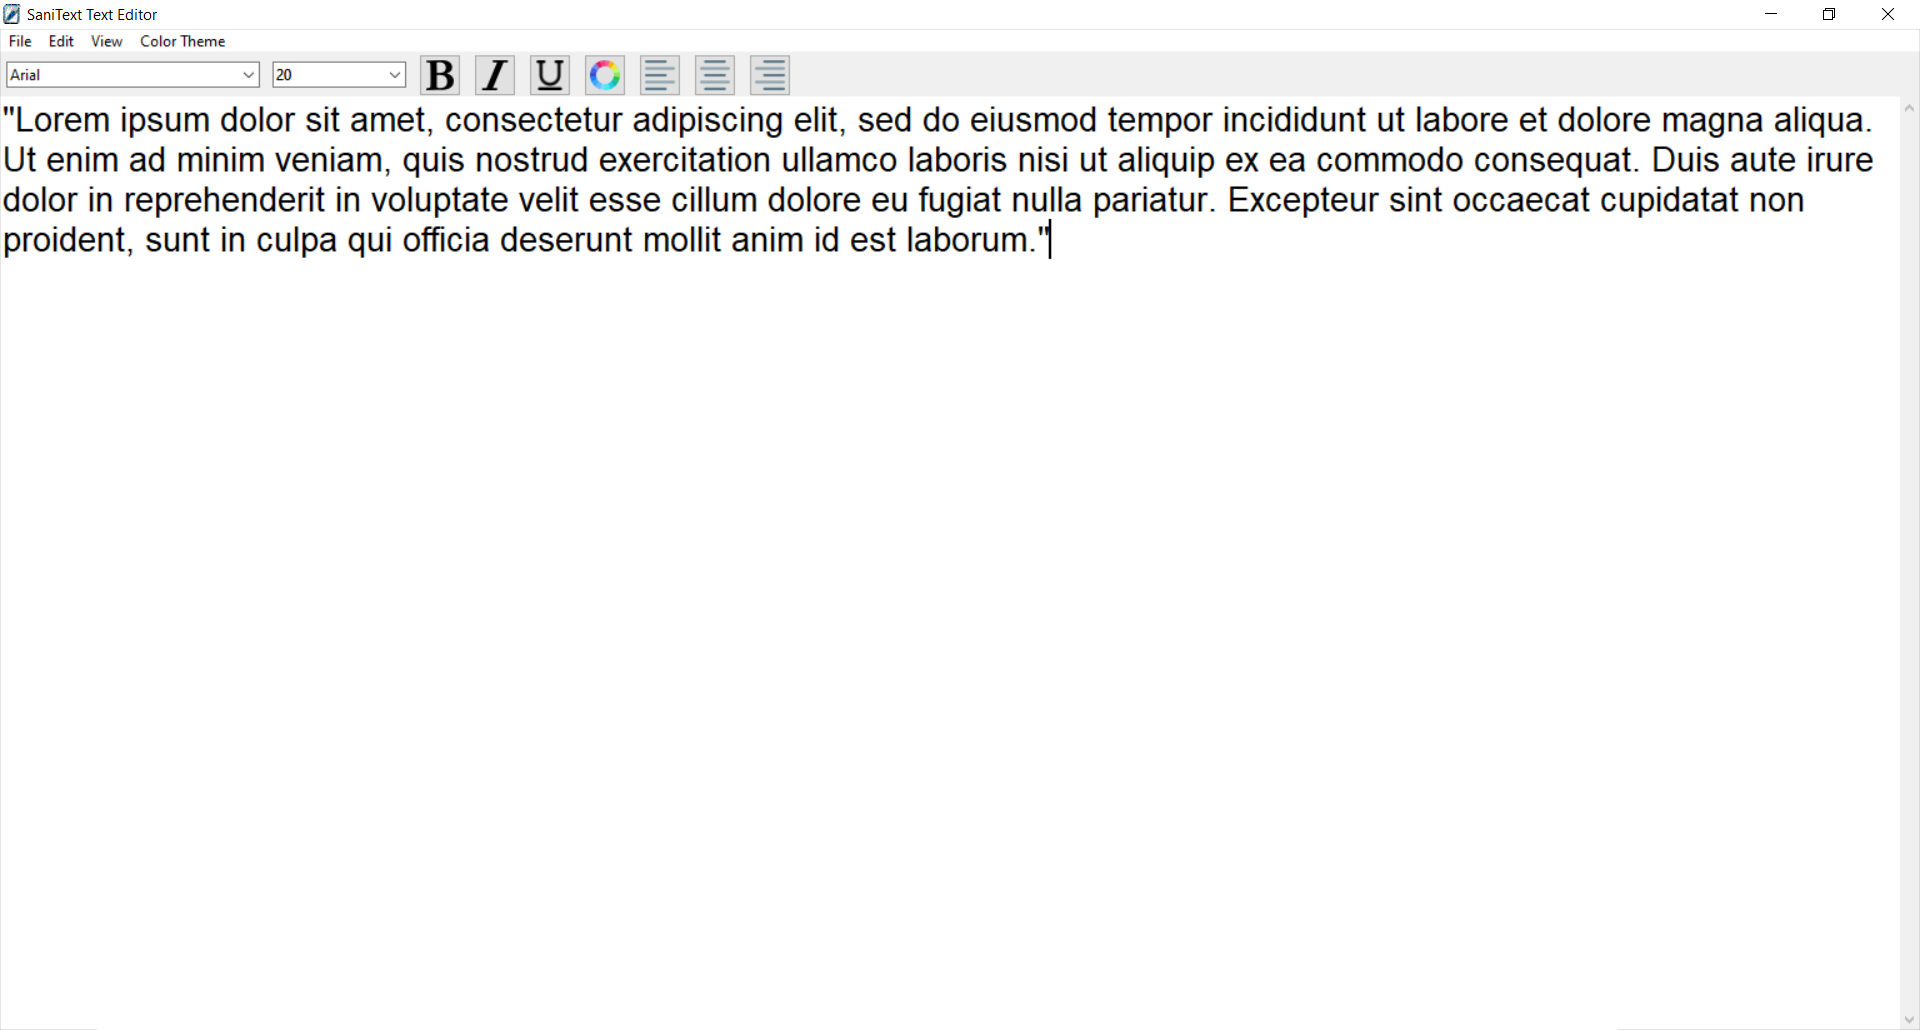 SaniText Text Editor
File Edit View Color Theme
Arial 20 B I U
"Lorem ipsum dolor sit amet, consectetur adipiscing elit, sed do eiusmod tempor incididunt ut labore et dolore magna aliqua.
Ut enim ad minim veniam, quis nostrud exercitation ullamco laboris nisi ut aliquip ex ea commodo consequat. Duis aute irure
dolor in reprehenderit in voluptate velit esse cillum dolore eu fugiat nulla pariatur. Excepteur sint occaecat cupidatat non
proident, sunt in culpa qui officia deserunt mollit anim id est laborum."